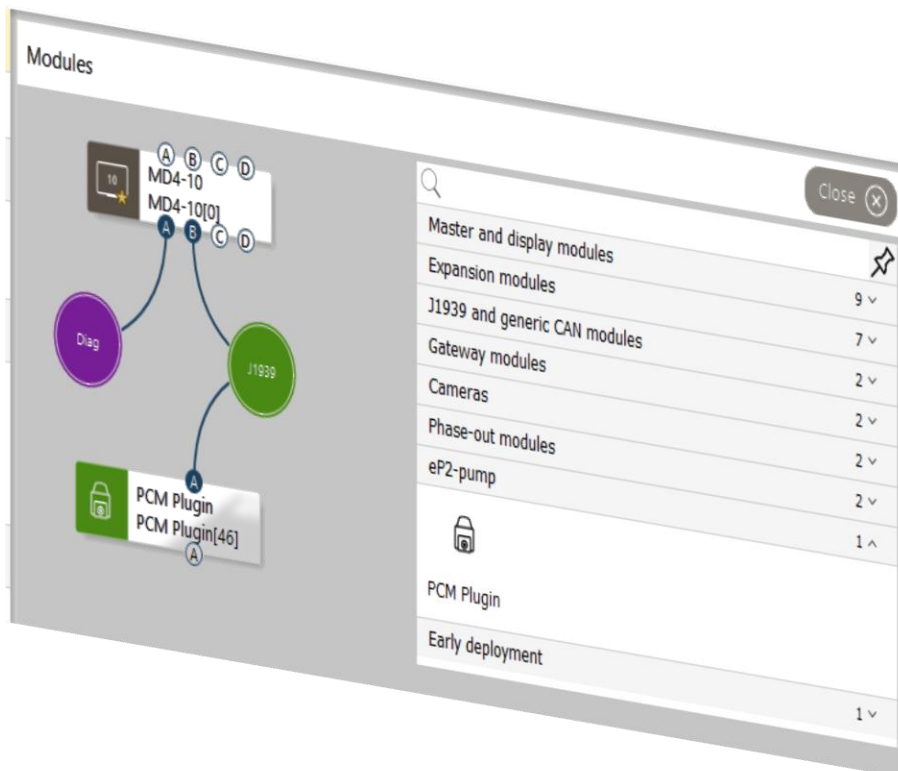 Modules
A B C D
10
MD4-10
MD4-10[0]
A B C D
Diag
J1939
A
PCM Plugin
PCM Plugin[46]
A
Close
Master and display modules
9
Expansion modules
7
J1939 and generic CAN modules
2
Gateway modules
2
Cameras
2
Phase-out modules
2
eP2-pump
1
PCM Plugin
Early deployment
1